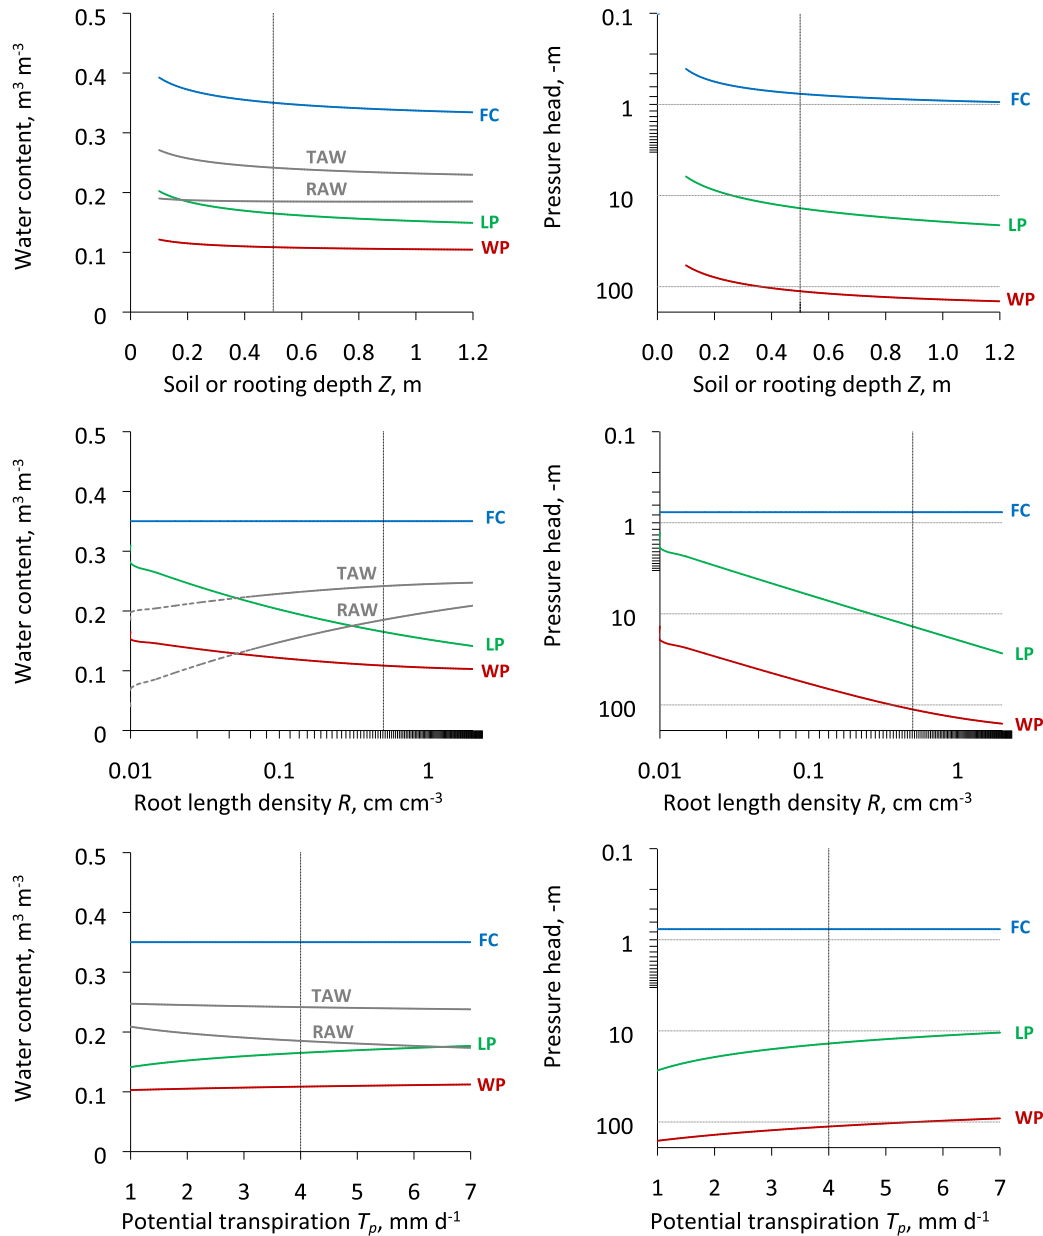 Water content, m³ m⁻³
0.5
0.4
0.3
0.2
0.1
0
FC
TAW
RAW
LP
WP
0 0.2 0.4 0.6 0.8 1.0 1.2
Soil or rooting depth Z, m
Pressure head, -m
0.1
1
10
100
FC
LP
WP
0.0 0.2 0.4 0.6 0.8 1.0 1.2
Soil or rooting depth Z, m
Water content, m³ m⁻³
0.5
0.4
0.3
0.2
0.1
0
FC
TAW
RAW
LP
WP
0.01 0.1 1
Root length density R, cm cm⁻³
Pressure head, -m
0.1
1
10
100
FC
LP
WP
0.01 0.1 1
Root length density R, cm cm⁻³
Water content, m³ m⁻³
0.5
0.4
0.3
0.2
0.1
0
FC
TAW
RAW
LP
WP
1 2 3 4 5 6 7
Potential transpiration Tₚ, mm d⁻¹
Pressure head, -m
0.1
1
10
100
FC
LP
WP
1 2 3 4 5 6 7
Potential transpiration Tₚ, mm d⁻¹